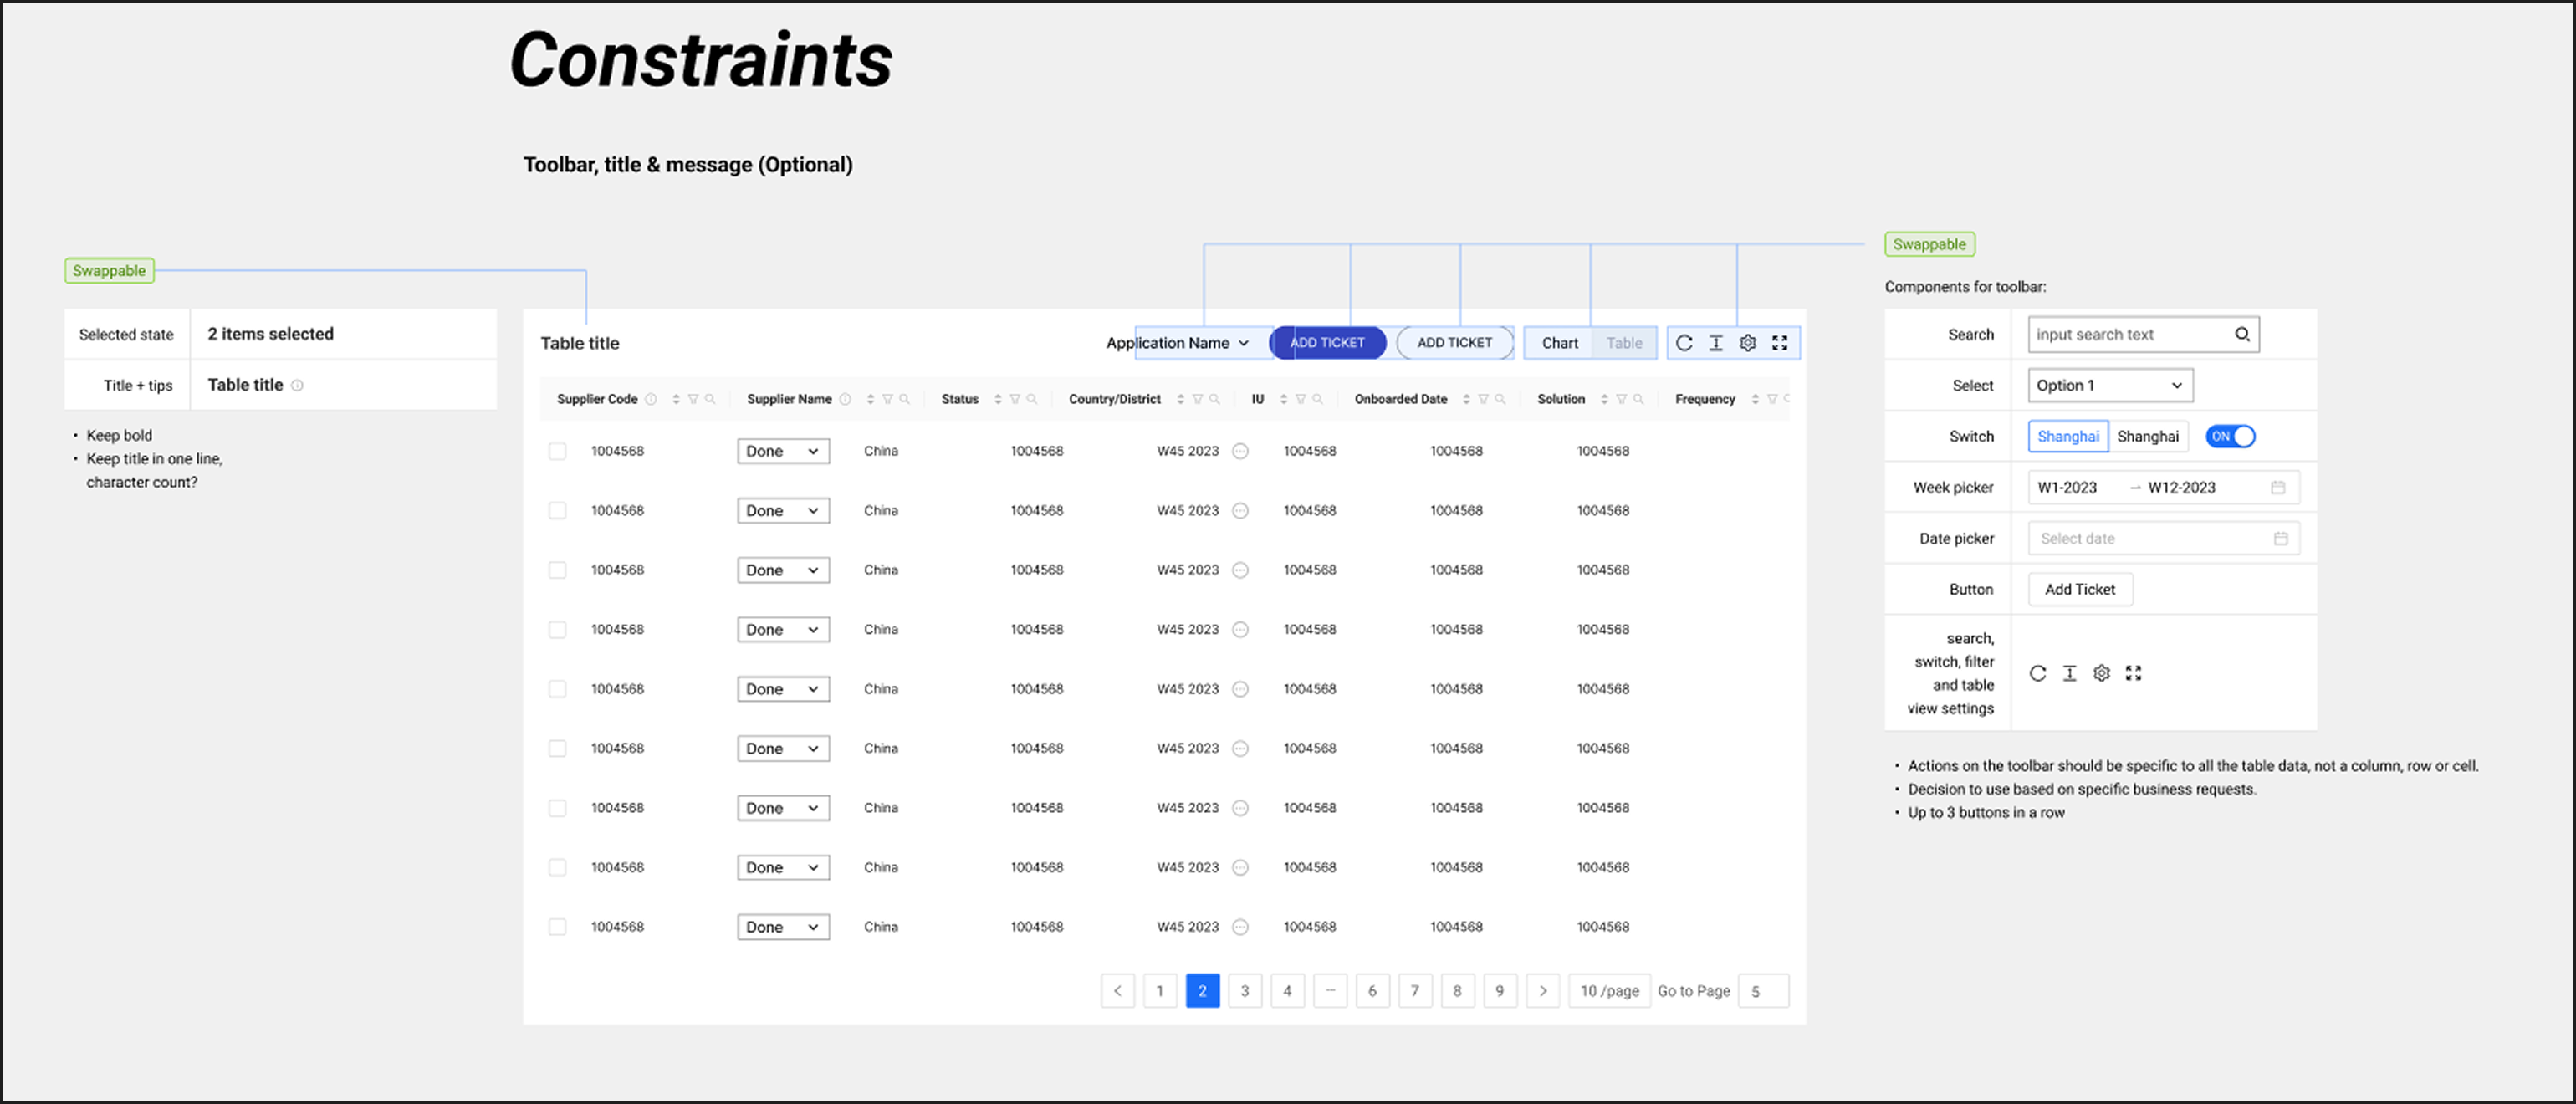 Constraints
Toolbar, title & message (Optional)
Swappable
Selected state 2 items selected
Title + tips Table title
• Keep bold
• Keep title in one line,
character count?
Table title Application Name ADD TICKET ADD TICKET Chart Table
Supplier Code Supplier Name Status Country/District IU Onboarded Date Solution Frequency
1004568 Done China 1004568 W45 2023 1004568 1004568 1004568
1004568 Done China 1004568 W45 2023 1004568 1004568 1004568
1004568 Done China 1004568 W45 2023 1004568 1004568 1004568
1004568 Done China 1004568 W45 2023 1004568 1004568 1004568
1004568 Done China 1004568 W45 2023 1004568 1004568 1004568
1004568 Done China 1004568 W45 2023 1004568 1004568 1004568
1004568 Done China 1004568 W45 2023 1004568 1004568 1004568
1004568 Done China 1004568 W45 2023 1004568 1004568 1004568
1004568 Done China 1004568 W45 2023 1004568 1004568 1004568
< 1 2 3 4 ··· 6 7 8 9 > 10 /page Go to Page 5
Swappable
Components for toolbar:
Search input search text
Select Option 1
Switch Shanghai Shanghai ON
Week picker W1-2023 → W12-2023
Date picker Select date
Button Add Ticket
search,
switch, filter
and table
view settings
• Actions on the toolbar should be specific to all the table data, not a column, row or cell.
• Decision to use based on specific business requests.
• Up to 3 buttons in a row